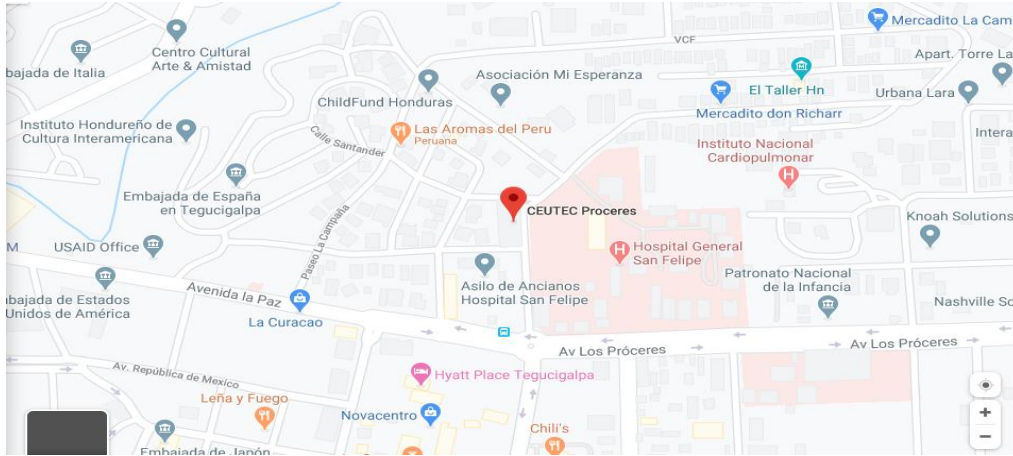 Mercadito La Cam
VCF
Centro Cultural
Arte & Amistad
bajada de Italia
Asociación Mi Esperanza
Apart. Torre La
El Taller Hn
Urbana Lara
ChildFund Honduras
Mercadito don Richarr
Instituto Hondureño de
Cultura Interamericana
Las Aromas del Peru
Peruana
Calle Santander
Intera
Instituto Nacional
Cardiopulmonar
Embajada de España
en Tegucigalpa
CEUTEC Proceres
Knoah Solutions
Paseo La Campaña
M
USAID Office
H
H
Hospital General
San Felipe
Asilo de Ancianos
Hospital San Felipe
Patronato Nacional
de la Infancia
Avenida la Paz
bajada de Estados
Unidos de América
Nashville Sc
La Curacao
Av Los Próceres
Av Los Próceres
Av. República de Mexico
Hyatt Place Tegucigalpa
Leña y Fuego
Novacentro
Chili's
Embajada de Japón
+
−